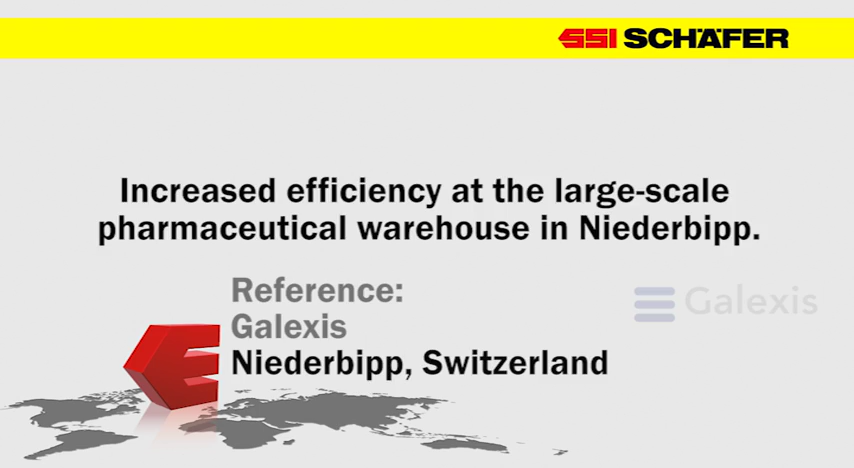 SSI SCHÄFER
Increased efficiency at the large-scale
pharmaceutical warehouse in Niederbipp.
Reference:
Galexis
Galexis
Niederbipp, Switzerland